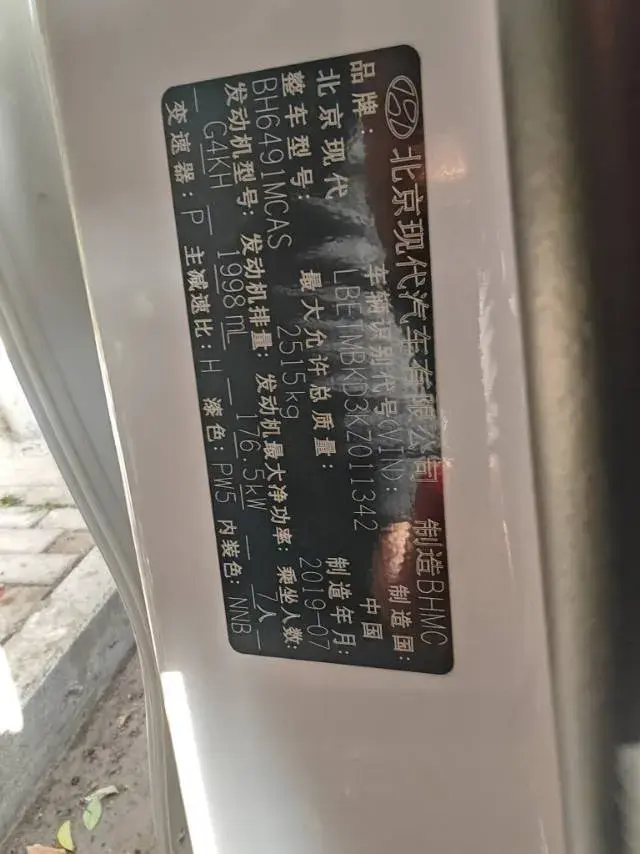 北京现代汽车有限公司 制造BHMC
品牌: 车辆识别代号(VIN): 制造国:
北京现代 LBETMBKD3KZ011342 中国
整车型号: 最大允许总质量: 制造年月:
BH6491MCAS 2515kg 2019-07
发动机型号: 发动机排量: 发动机最大净功率: 乘坐人数:
G4KH 1998ml 176.5kW 7人
变速器: P 主减速比: H 漆色: PW5 内装色: NNB